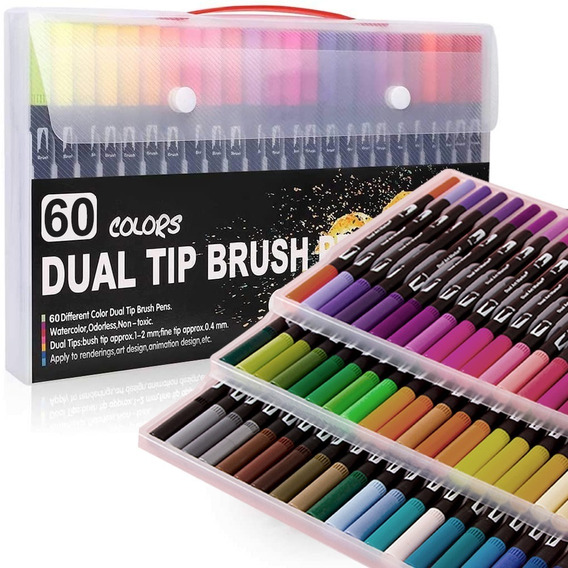 60 COLORS
DUAL TIP BRUSH P
60 Different Color Dual Tip Brush Pens.
Watercolor,Odorless,Non-toxic.
Dual Tips:bush tip approx.1-2 mm;fine tip approx.0.4 mm.
Apply to renderings,art design,animation design,etc.